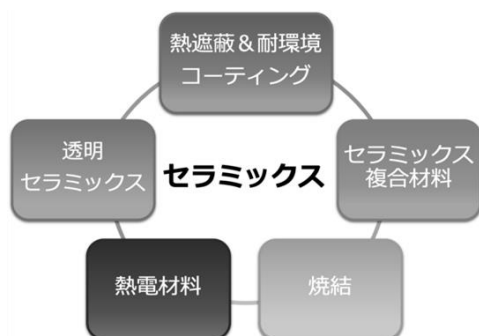 熱遮蔽＆耐環境
コーティング
透明
セラミックス
セラミックス
セラミックス
複合材料
熱電材料
焼結